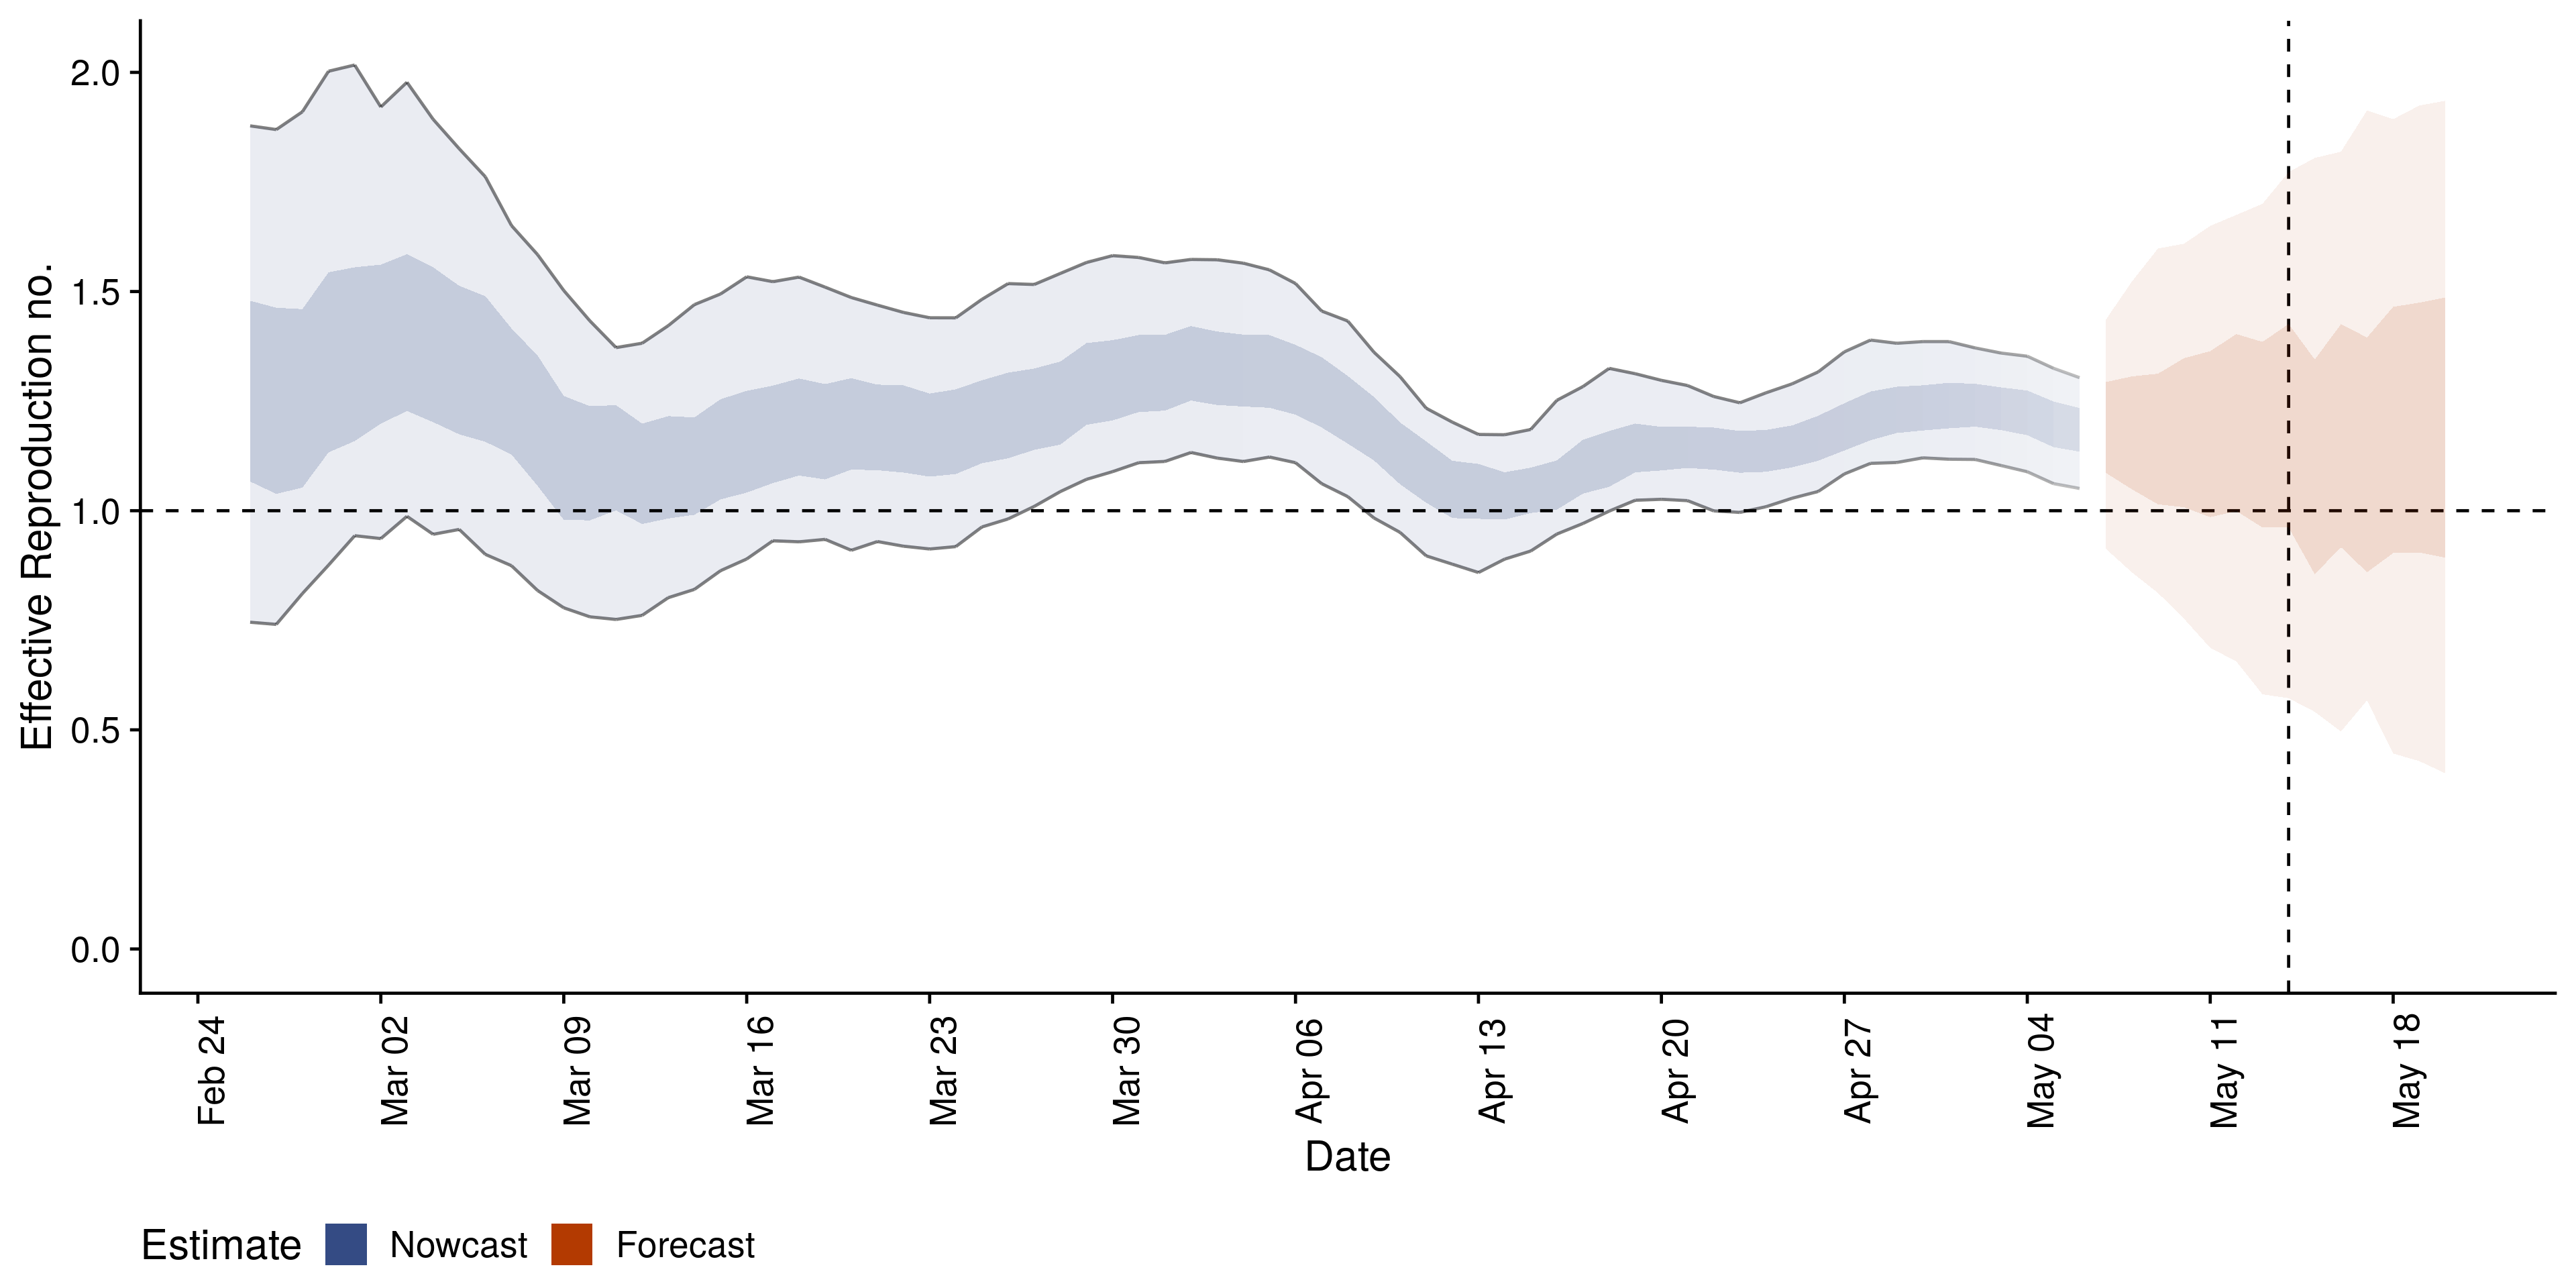 Effective Reproduction no.
2.0
1.5
1.0
0.5
0.0
Feb 24
Mar 02
Mar 09
Mar 16
Mar 23
Mar 30
Apr 06
Apr 13
Apr 20
Apr 27
May 04
May 11
May 18
Date
Estimate Nowcast Forecast